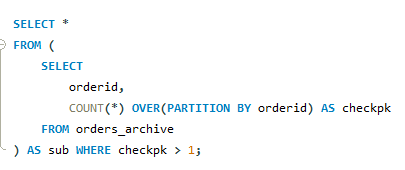 SELECT *
FROM (
    SELECT
        orderid,
        COUNT(*) OVER(PARTITION BY orderid) AS checkpk
    FROM orders_archive
) AS sub WHERE checkpk > 1;